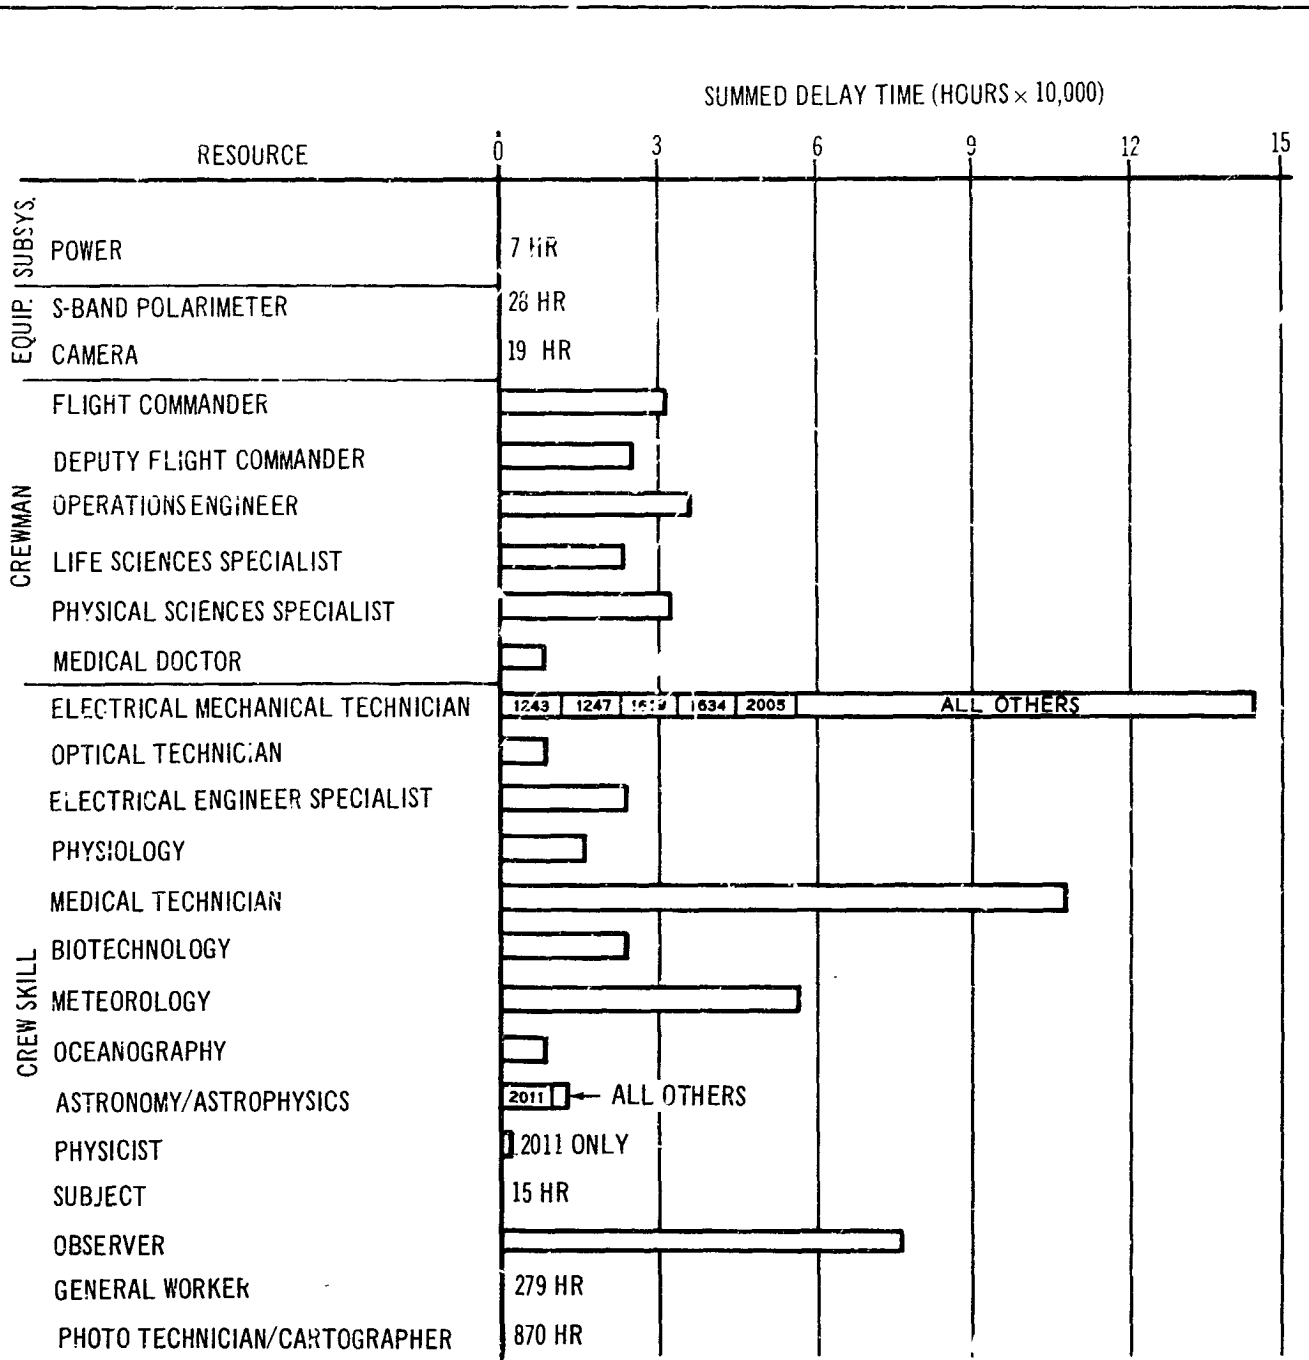 SUMMED DELAY TIME (HOURS × 10,000)
RESOURCE 0 3 6 9 12 15
SUBSYS.
POWER 7 HR
EQUIP.
S-BAND POLARIMETER 28 HR
CAMERA 19 HR
CREWMAN
FLIGHT COMMANDER
DEPUTY FLIGHT COMMANDER
OPERATIONS ENGINEER
LIFE SCIENCES SPECIALIST
PHYSICAL SCIENCES SPECIALIST
MEDICAL DOCTOR
CREW SKILL
ELECTRICAL MECHANICAL TECHNICIAN 1243 1247 1634 2005 ALL OTHERS
OPTICAL TECHNICIAN
ELECTRICAL ENGINEER SPECIALIST
PHYSIOLOGY
MEDICAL TECHNICIAN
BIOTECHNOLOGY
METEOROLOGY
OCEANOGRAPHY
ASTRONOMY/ASTROPHYSICS 2011 ← ALL OTHERS
PHYSICIST 2011 ONLY
SUBJECT 15 HR
OBSERVER
GENERAL WORKER 279 HR
PHOTO TECHNICIAN/CARTOGRAPHER 870 HR